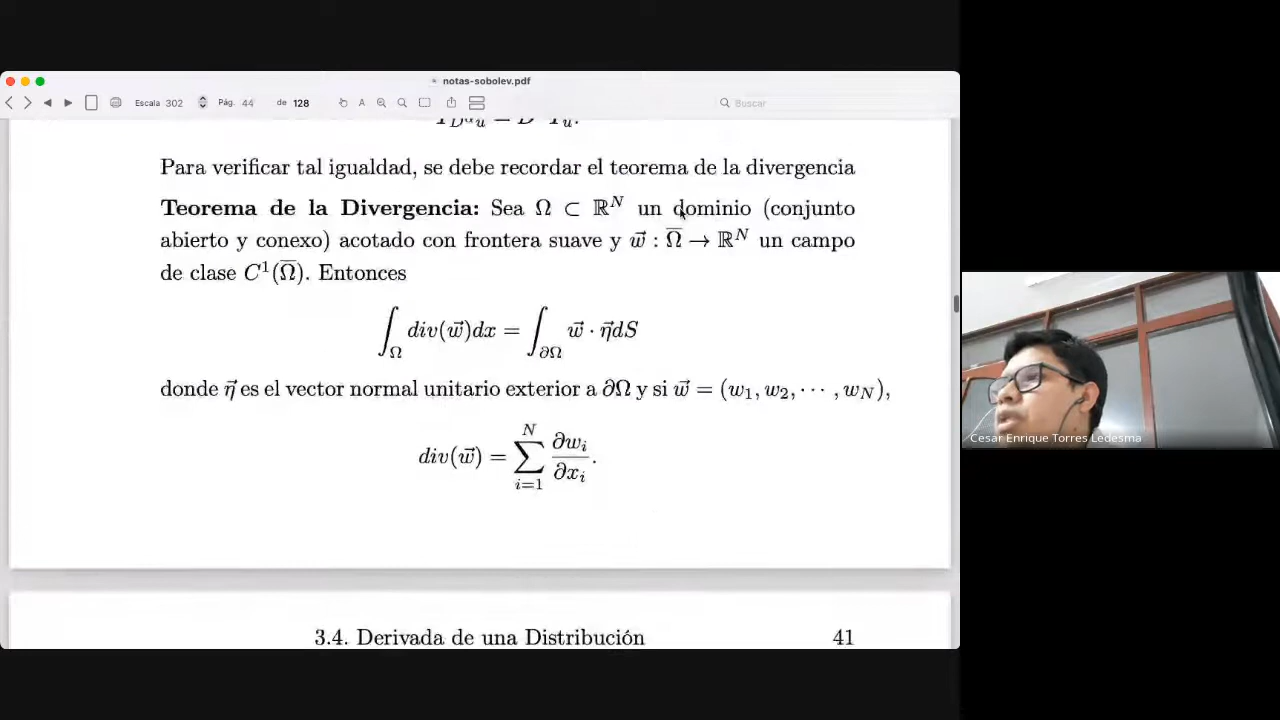 notas-sobolev.pdf
Escala 302 Pág. 44 de 128 A Buscar
Para verificar tal igualdad, se debe recordar el teorema de la divergencia
Teorema de la Divergencia: Sea Ω ⊂ ℝ^N un dominio (conjunto
abierto y conexo) acotado con frontera suave y w⃗ : Ω̅ → ℝ^N un campo
de clase C¹(Ω̅). Entonces
∫_Ω div(w⃗)dx = ∫_∂Ω w⃗ · η⃗dS
donde η⃗ es el vector normal unitario exterior a ∂Ω y si w⃗ = (w₁, w₂, ⋯ , w_N),
div(w⃗) = ∑_{i=1}^{N} ∂w_i/∂x_i.
3.4. Derivada de una Distribución 41
Cesar Enrique Torres Ledesma